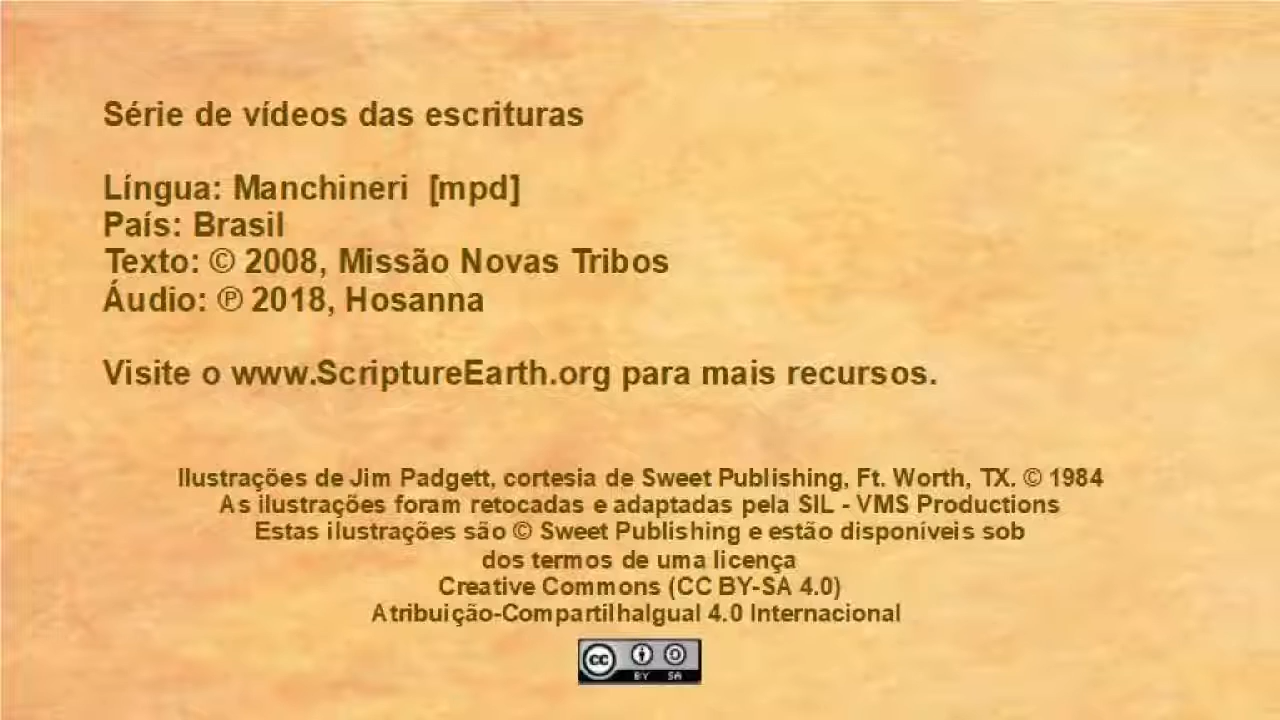 Série de vídeos das escrituras
Língua: Manchineri [mpd]
País: Brasil
Texto: © 2008, Missão Novas Tribos
Áudio: ℗ 2018, Hosanna
Visite o www.ScriptureEarth.org para mais recursos.
Ilustrações de Jim Padgett, cortesia de Sweet Publishing, Ft. Worth, TX. © 1984
As ilustrações foram retocadas e adaptadas pela SIL - VMS Productions
Estas ilustrações são © Sweet Publishing e estão disponíveis sob
dos termos de uma licença
Creative Commons (CC BY-SA 4.0)
Atribuição-CompartilhaIgual 4.0 Internacional
cc BY SA